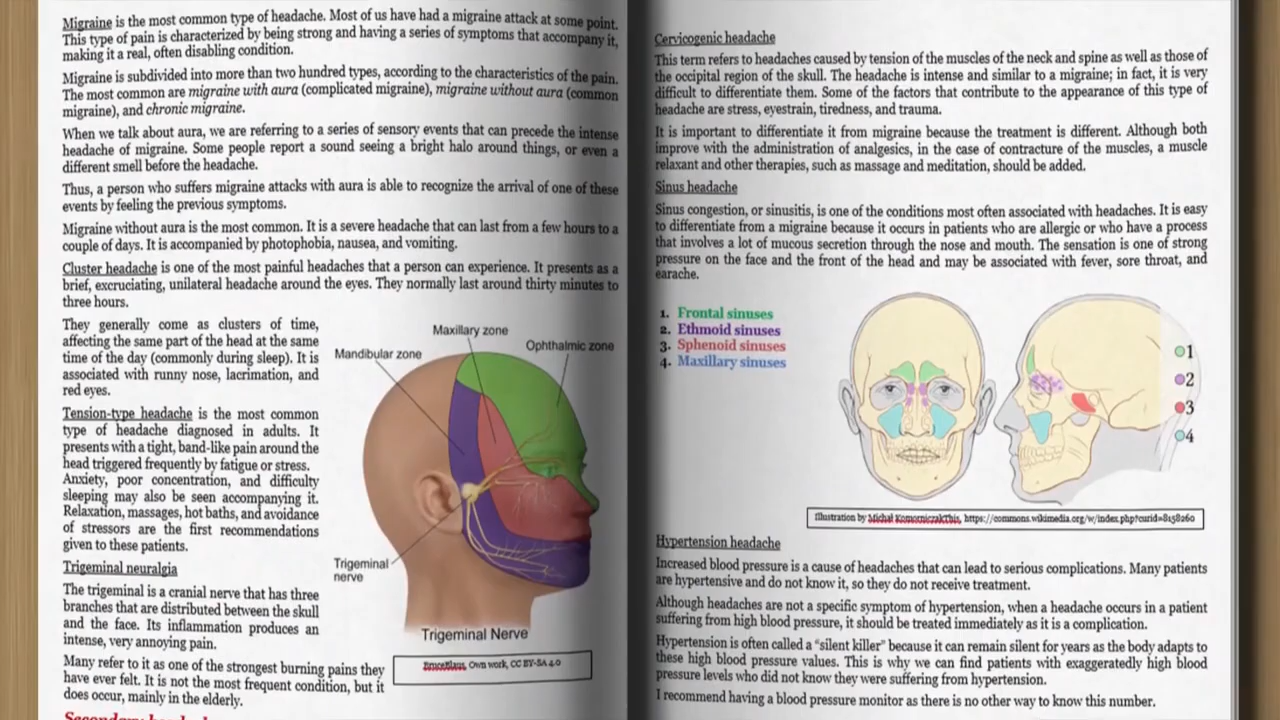 Migraine is the most common type of headache. Most of us have had a migraine attack at some point.
This type of pain is characterized by being strong and having a series of symptoms that accompany it,
making it a real, often disabling condition.
Migraine is subdivided into more than two hundred types, according to the characteristics of the pain.
The most common are migraine with aura (complicated migraine), migraine without aura (common
migraine), and chronic migraine.
When we talk about aura, we are referring to a series of sensory events that can precede the intense
headache of migraine. Some people report a sound seeing a bright halo around things, or even a
different smell before the headache.
Thus, a person who suffers migraine attacks with aura is able to recognize the arrival of one of these
events by feeling the previous symptoms.
Migraine without aura is the most common. It is a severe headache that can last from a few hours to a
couple of days. It is accompanied by photophobia, nausea, and vomiting.
Cluster headache is one of the most painful headaches that a person can experience. It presents as a
brief, excruciating, unilateral headache around the eyes. They normally last around thirty minutes to
three hours.
They generally come as clusters of time,
affecting the same part of the head at the same
time of the day (commonly during sleep). It is
associated with runny nose, lacrimation, and
red eyes.
Tension-type headache is the most common
type of headache diagnosed in adults. It
presents with a tight, band-like pain around the
head triggered frequently by fatigue or stress.
Anxiety, poor concentration, and difficulty
sleeping may also be seen accompanying it.
Relaxation, massages, hot baths, and avoidance
of stressors are the first recommendations
given to these patients.
Trigeminal neuralgia
The trigeminal is a cranial nerve that has three
branches that are distributed between the skull
and the face. Its inflammation produces an
intense, very annoying pain.
Many refer to it as one of the strongest burning pains they
have ever felt. It is not the most frequent condition, but it
does occur, mainly in the elderly.
Maxillary zone
Mandibular zone
Ophthalmic zone
Trigeminal
nerve
Trigeminal Nerve
BruceBlaus, Own work, CC BY-SA 4.0
Cervicogenic headache
This term refers to headaches caused by tension of the muscles of the neck and spine as well as those of
the occipital region of the skull. The headache is intense and similar to a migraine; in fact, it is very
difficult to differentiate them. Some of the factors that contribute to the appearance of this type of
headache are stress, eyestrain, tiredness, and trauma.
It is important to differentiate it from migraine because the treatment is different. Although both
improve with the administration of analgesics, in the case of contracture of the muscles, a muscle
relaxant and other therapies, such as massage and meditation, should be added.
Sinus headache
Sinus congestion, or sinusitis, is one of the conditions most often associated with headaches. It is easy
to differentiate from a migraine because it occurs in patients who are allergic or who have a process
that involves a lot of mucous secretion through the nose and mouth. The sensation is one of strong
pressure on the face and the front of the head and may be associated with fever, sore throat, and
earache.
1. Frontal sinuses
2. Ethmoid sinuses
3. Sphenoid sinuses
4. Maxillary sinuses
1
2
3
4
Illustration by Michał KomorniczakThis, https://commons.wikimedia.org/w/index.php?curid=8158260
Hypertension headache
Increased blood pressure is a cause of headaches that can lead to serious complications. Many patients
are hypertensive and do not know it, so they do not receive treatment.
Although headaches are not a specific symptom of hypertension, when a headache occurs in a patient
suffering from high blood pressure, it should be treated immediately as it is a complication.
Hypertension is often called a “silent killer” because it can remain silent for years as the body adapts to
these high blood pressure values. This is why we can find patients with exaggeratedly high blood
pressure levels who did not know they were suffering from hypertension.
I recommend having a blood pressure monitor as there is no other way to know this number.